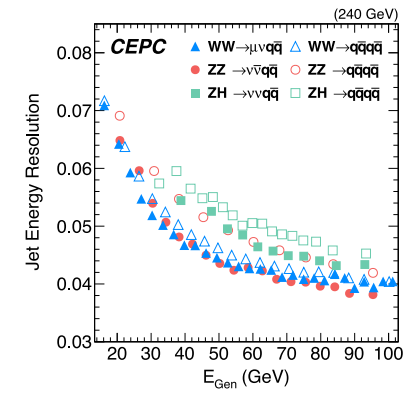 (240 GeV)
CEPC
WW→μνqq̄ WW→qq̄qq̄
ZZ →νν̄qq̄ ZZ →qq̄qq̄
ZH →ννqq̄ ZH →qq̄qq̄
Jet Energy Resolution
0.08
0.07
0.06
0.05
0.04
0.03
20 30 40 50 60 70 80 90 100
E_Gen (GeV)